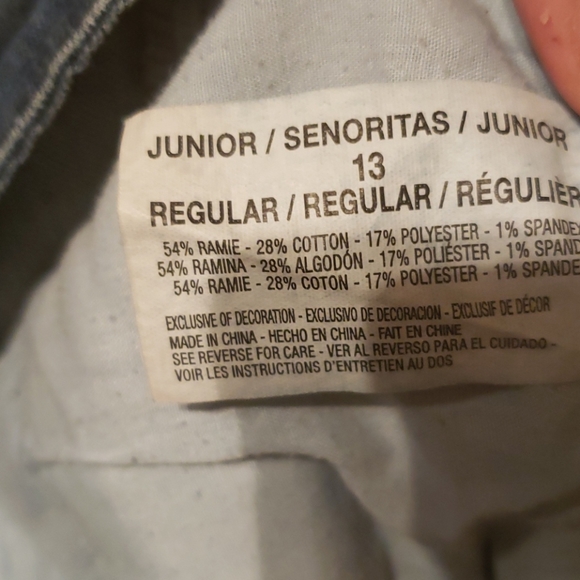 JUNIOR / SENORITAS / JUNIOR
13
REGULAR / REGULAR / RÉGULIÈR
54% RAMIE - 28% COTTON - 17% POLYESTER - 1% SPANDEX
54% RAMINA - 28% ALGODÓN - 17% POLIÉSTER - 1% SPAND
54% RAMIE - 28% COTON - 17% POLYESTER - 1% SPANDE
EXCLUSIVE OF DECORATION - EXCLUSIVO DE DECORACION - EXCLUSIF DE DÉCOR
MADE IN CHINA - HECHO EN CHINA - FAIT EN CHINE
SEE REVERSE FOR CARE - VER AL REVERSO PARA EL CUIDADO -
VOIR LES INSTRUCTIONS D'ENTRETIEN AU DOS